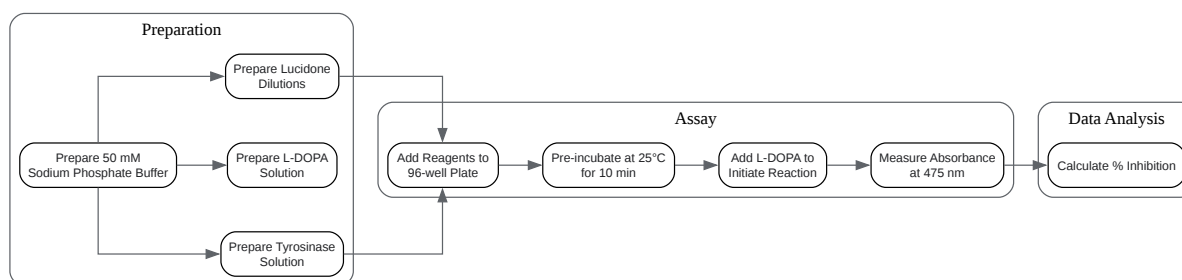 Preparation
Prepare Lucidone
Dilutions
Prepare 50 mM
Sodium Phosphate Buffer
Prepare L-DOPA
Solution
Prepare Tyrosinase
Solution
Assay
Add Reagents to
96-well Plate
Pre-incubate at 25°C
for 10 min
Add L-DOPA to
Initiate Reaction
Measure Absorbance
at 475 nm
Data Analysis
Calculate % Inhibition